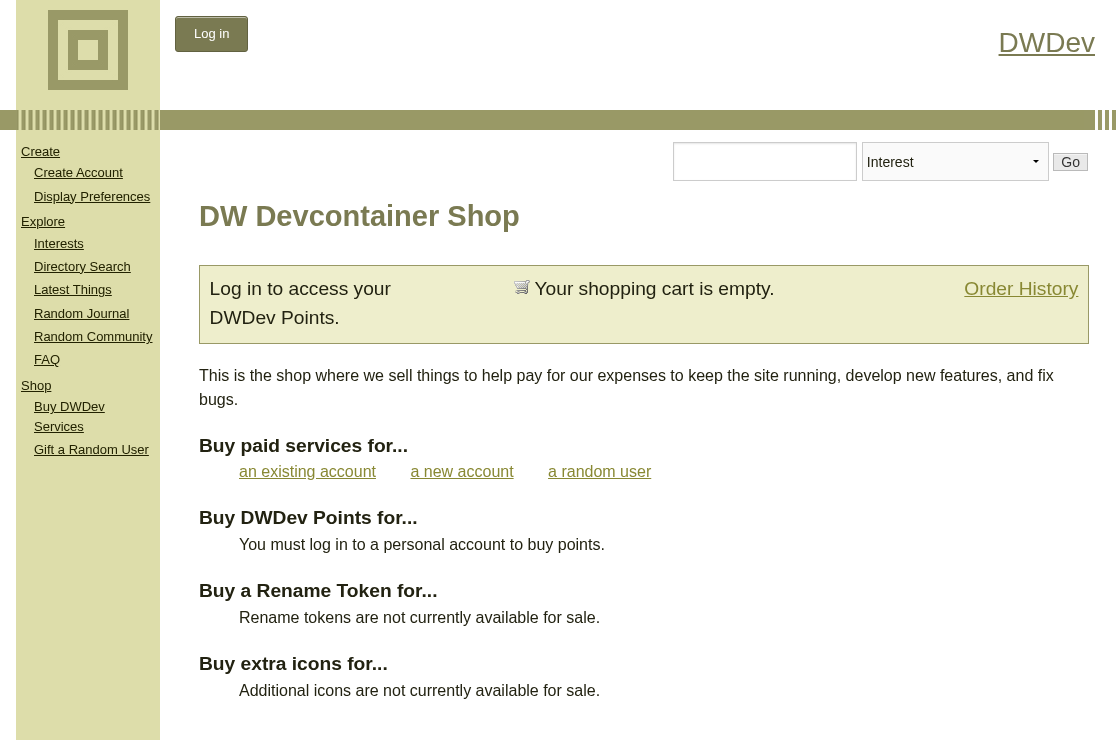 Log in
DWDev
Create
Create Account
Display Preferences
Explore
Interests
Directory Search
Latest Things
Random Journal
Random Community
FAQ
Shop
Buy DWDev
Services
Gift a Random User
Interest
Go
DW Devcontainer Shop
Log in to access your
DWDev Points.
Your shopping cart is empty.
Order History
This is the shop where we sell things to help pay for our expenses to keep the site running, develop new features, and fix
bugs.
Buy paid services for...
an existing account a new account a random user
Buy DWDev Points for...
You must log in to a personal account to buy points.
Buy a Rename Token for...
Rename tokens are not currently available for sale.
Buy extra icons for...
Additional icons are not currently available for sale.